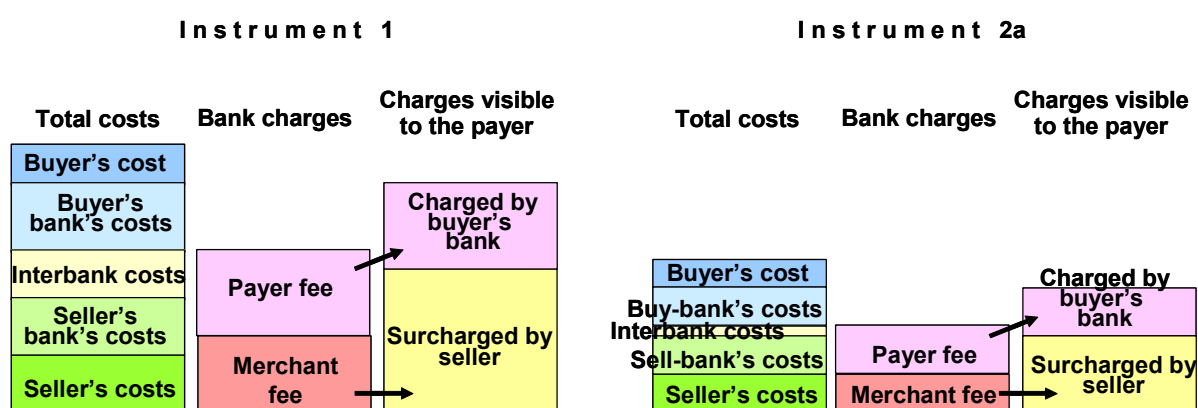 Instrument 1
Total costs
Bank charges
Charges visible
to the payer
Buyer's cost
Buyer's
bank's costs
Interbank costs
Seller's
bank's costs
Seller's costs
Payer fee
Merchant
fee
Charged by
buyer's
bank
Surcharged by
seller
Instrument 2a
Total costs
Bank charges
Charges visible
to the payer
Buyer's cost
Buy-bank's costs
Interbank costs
Sell-bank's costs
Seller's costs
Payer fee
Merchant fee
Charged by
buyer's
bank
Surcharged by
seller